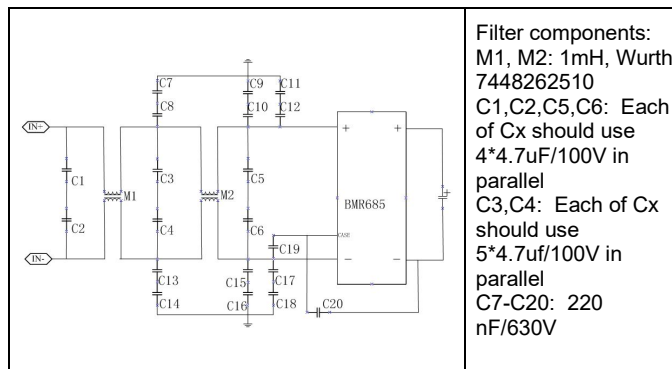 C7 C9 C11
C8 C10 C12
IN+ + +
C1 M1 C3 M2 C5
BMR685
C2 C4 C6
CASE
C19
IN- − −
C13 C15 C17
C14 C16 C18 C20
Filter components:
M1, M2: 1mH, Wurth
7448262510
C1,C2,C5,C6: Each
of Cx should use
4*4.7uF/100V in
parallel
C3,C4: Each of Cx
should use
5*4.7uf/100V in
parallel
C7-C20: 220
nF/630V